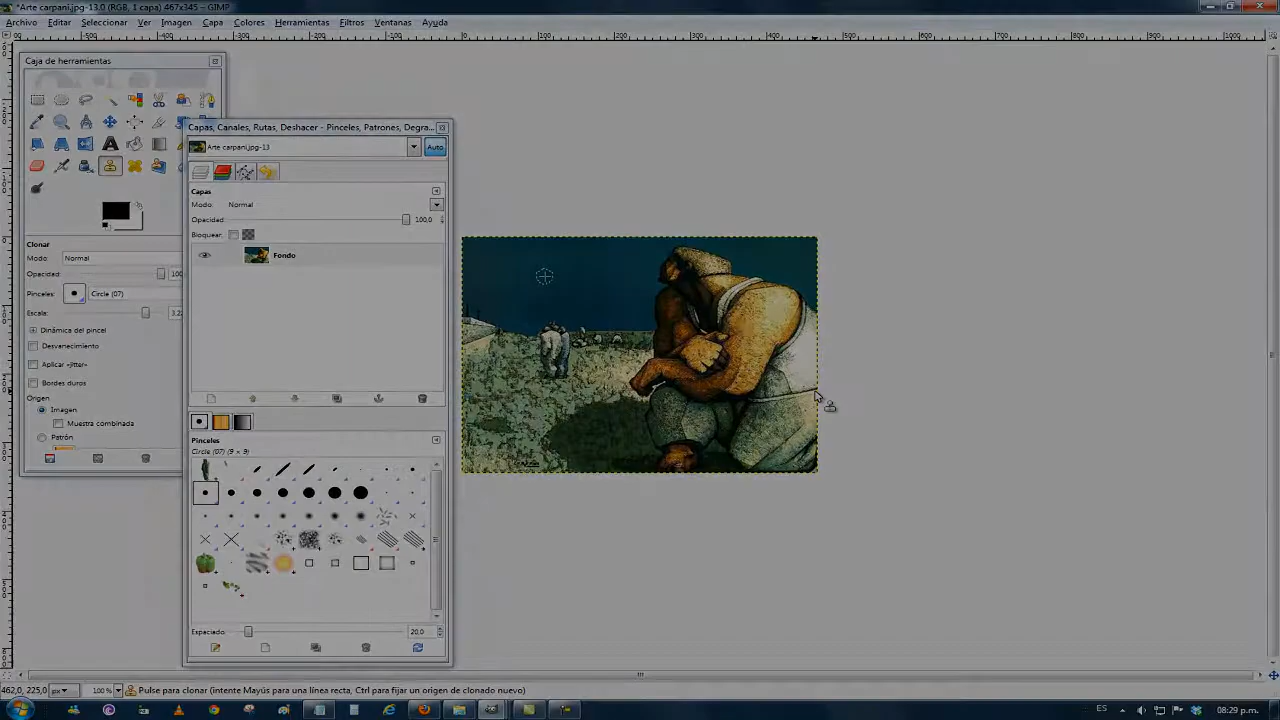 *Arte carpani.jpg-13.0 (RGB, 1 capa) 467x345 – GIMP
Archivo Editar Seleccionar Ver Imagen Capa Colores Herramientas Filtros Ventanas Ayuda
Caja de herramientas
Clonar
Modo: Normal
Opacidad: 100
Pinceles: Circle (07)
Escala: 3,2
Dinámica del pincel
Desvanecimiento
Aplicar «jitter»
Bordes duros
Origen
Imagen
Muestra combinada
Patrón
Capas, Canales, Rutas, Deshacer - Pinceles, Patrones, Degra...
Arte carpani.jpg-13 Auto
Capas
Modo: Normal
Opacidad: 100,0
Bloquear:
Fondo
Pinceles
Circle (07) (9 × 9)
Espaciado: 20,0
462,0, 225,0 px 100 % Pulse para clonar (intente Mayús para una línea recta, Ctrl para fijar un origen de clonado nuevo)
ES 08:29 p.m.